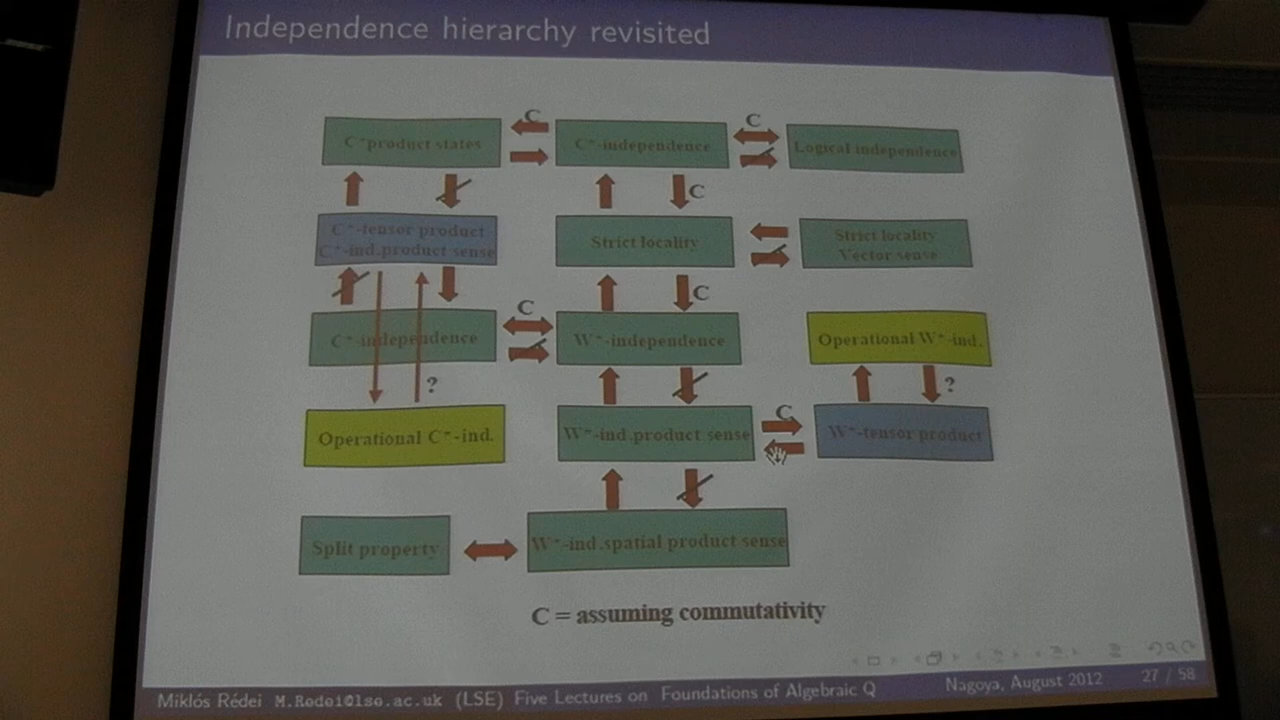 Independence hierarchy revisited
C
C
C*product states
C*-independence
Logical independence
C
C*-tensor product
C*-ind.product sense
Strict locality
Strict locality
Vector sense
C
C
C*-independence
W*-independence
Operational W*-ind.
?
?
C
Operational C*-ind.
W*-ind.product sense
W*-tensor product
Split property
W*-ind.spatial product sense
C = assuming commutativity
Miklós Rédei M.Redei@lse.ac.uk (LSE) Five Lectures on Foundations of Algebraic Q Nagoya, August 2012 27 / 58